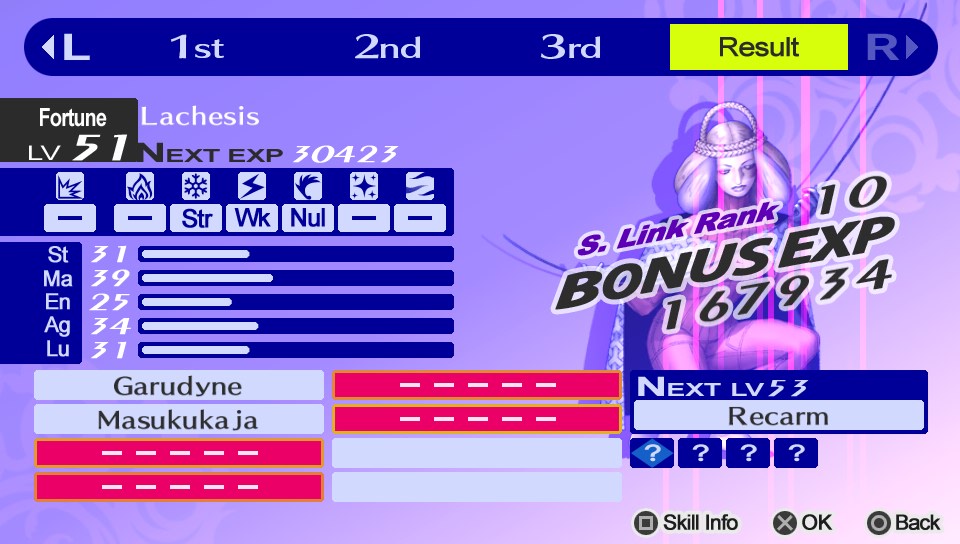 L 1st 2nd 3rd Result R
Fortune Lachesis
LV 51 NEXT EXP 30423
— — Str Wk Nul — —
St 31
Ma 39
En 25
Ag 34
Lu 31
S. Link Rank 10
BONUS EXP
167934
Garudyne — — — — —
Masukukaja — — — — —
— — — — —
— — — — —
NEXT LV 53
Recarm
? ? ? ?
Skill Info OK Back